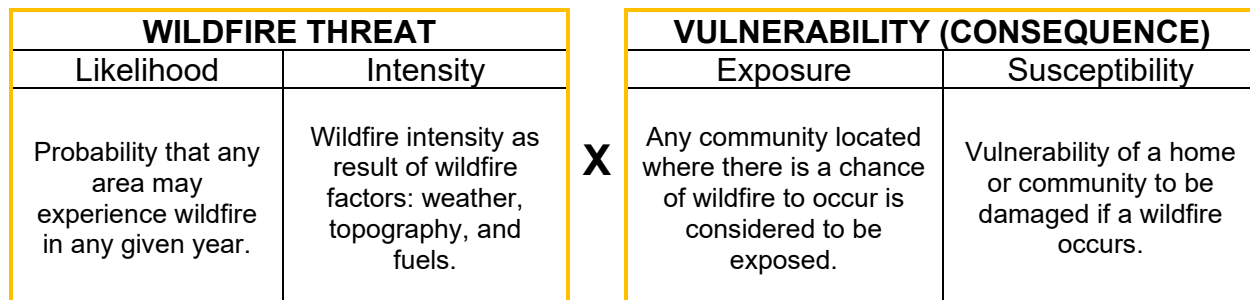 WILDFIRE THREAT
Likelihood
Intensity
Probability that any
area may
experience wildfire
in any given year.
Wildfire intensity as
result of wildfire
factors: weather,
topography, and
fuels.
X
VULNERABILITY (CONSEQUENCE)
Exposure
Susceptibility
Any community located
where there is a chance
of wildfire to occur is
considered to be
exposed.
Vulnerability of a home
or community to be
damaged if a wildfire
occurs.